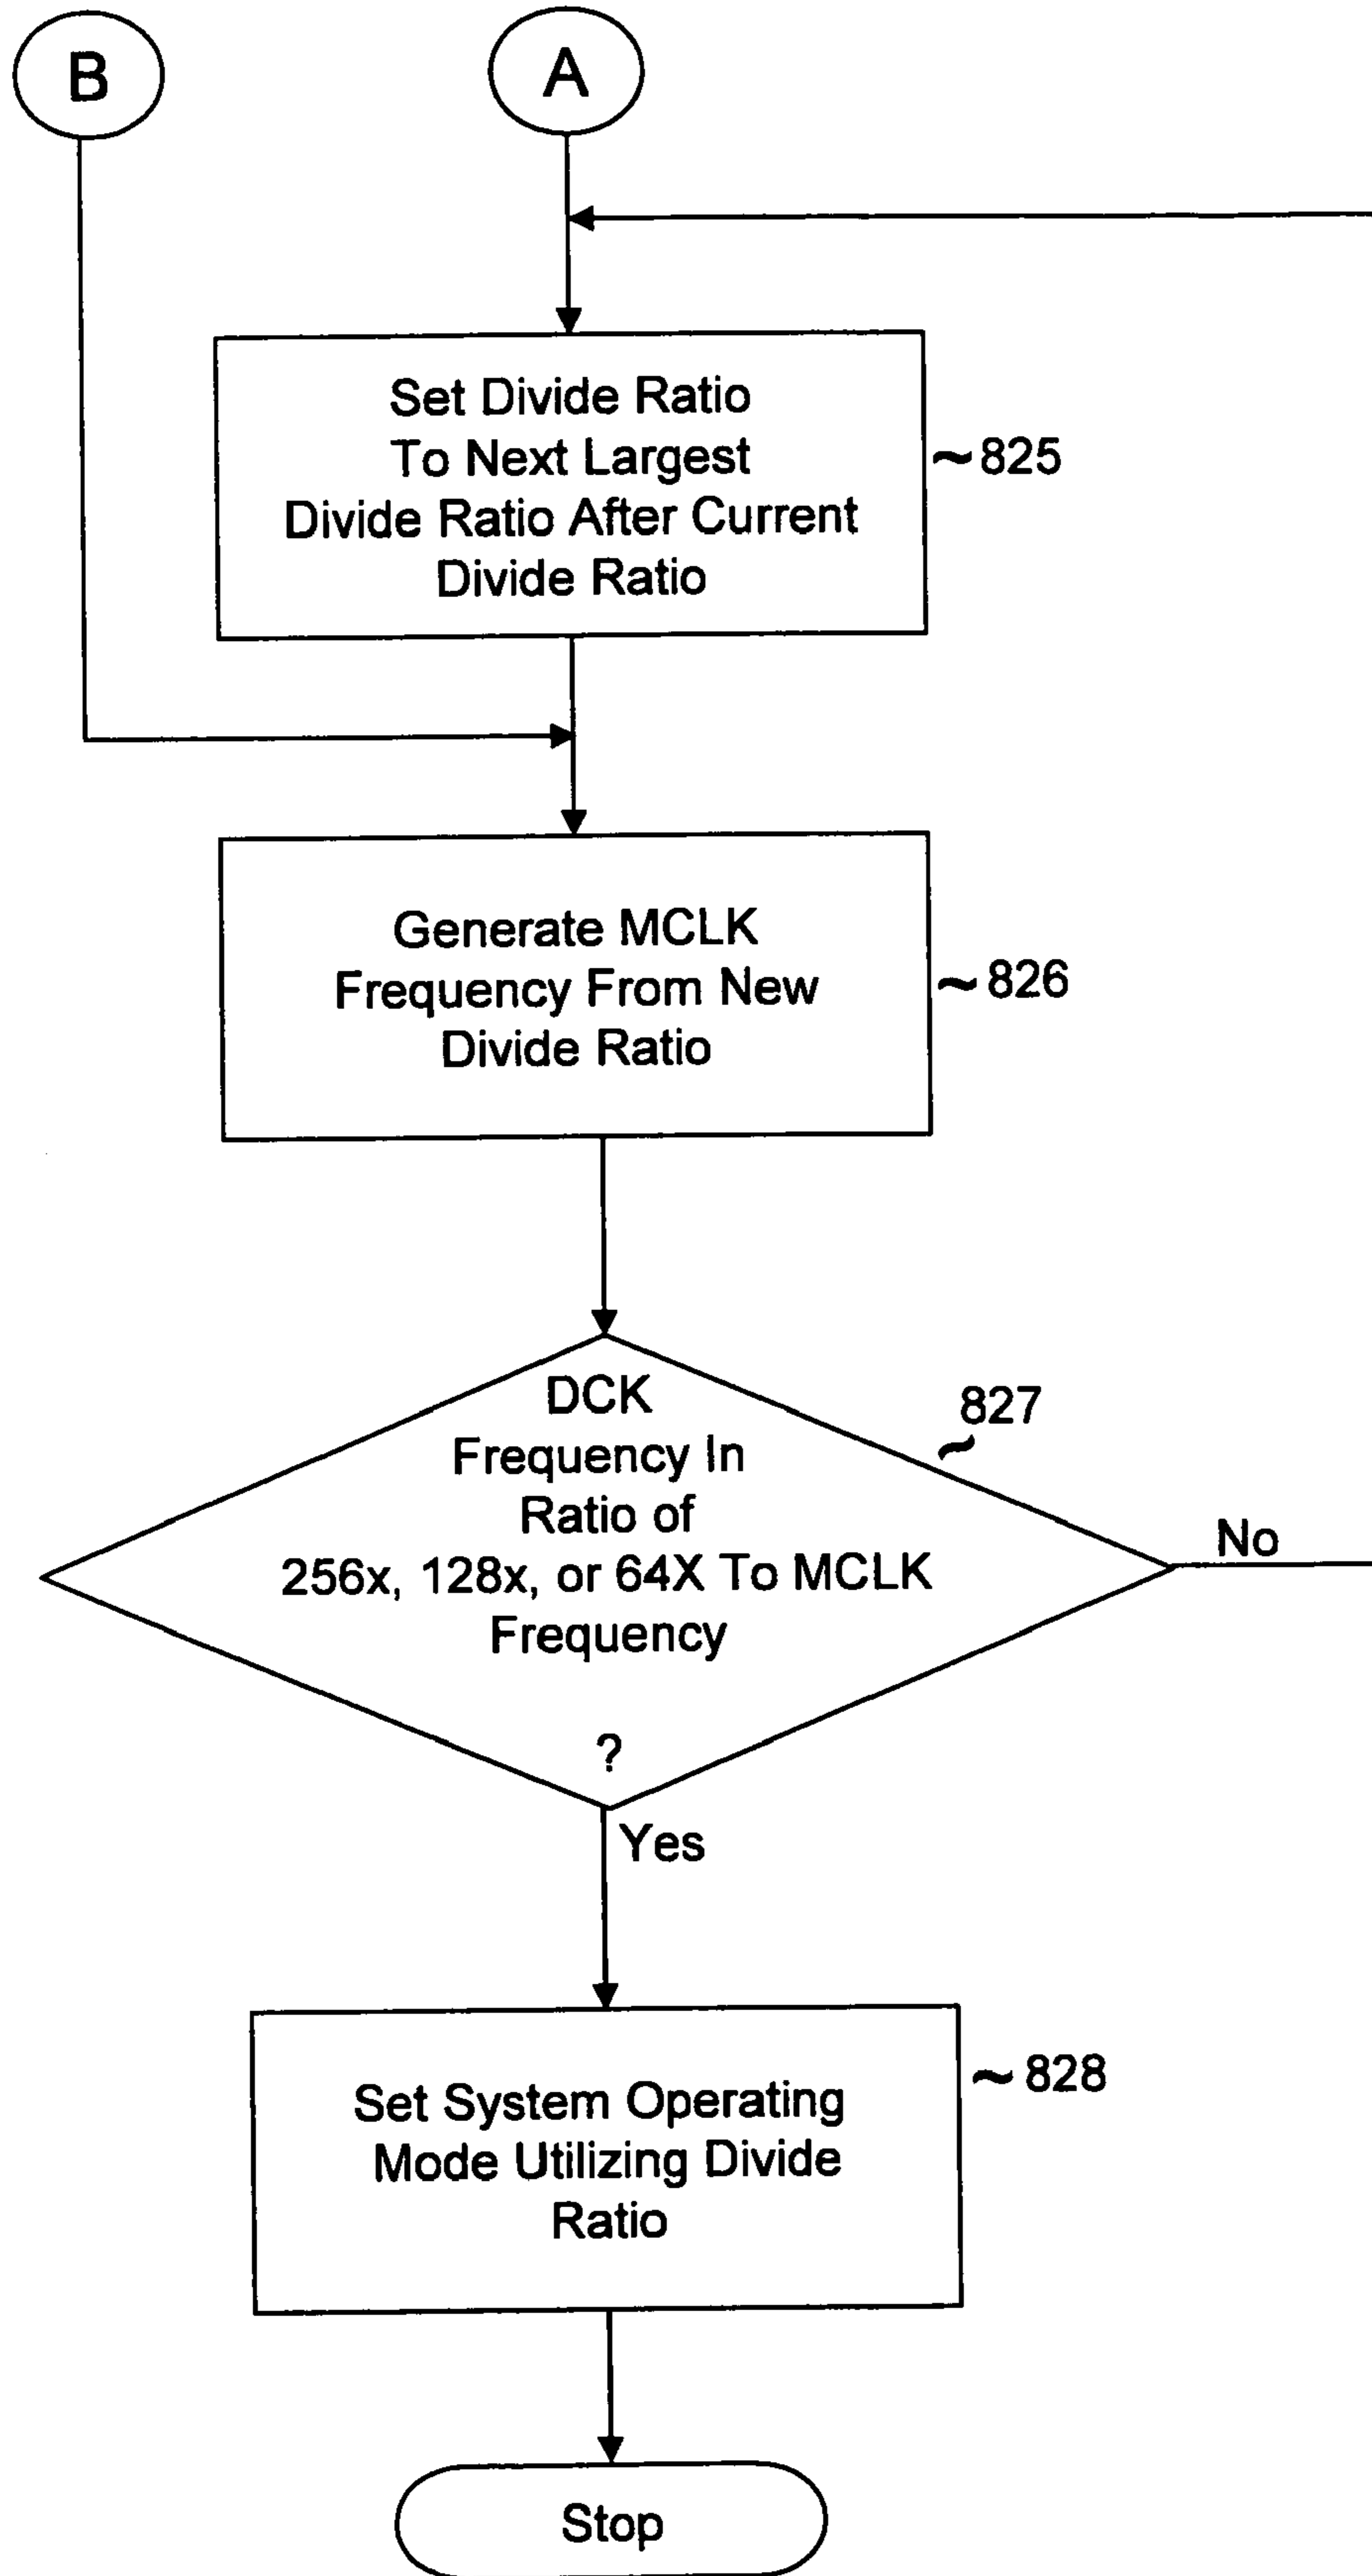 B
A
Set Divide Ratio
To Next Largest
Divide Ratio After Current
Divide Ratio
~825
Generate MCLK
Frequency From New
Divide Ratio
~826
DCK
Frequency In
Ratio of
256x, 128x, or 64X To MCLK
Frequency
?
827
~
No
Yes
Set System Operating
Mode Utilizing Divide
Ratio
~828
Stop